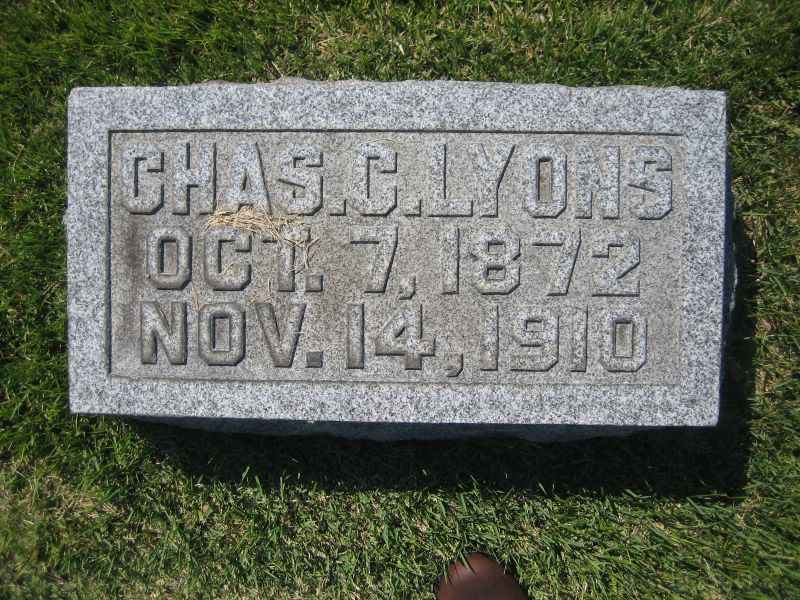 CHAS. C. LYONS
OCT. 7, 1872
NOV. 14, 1910